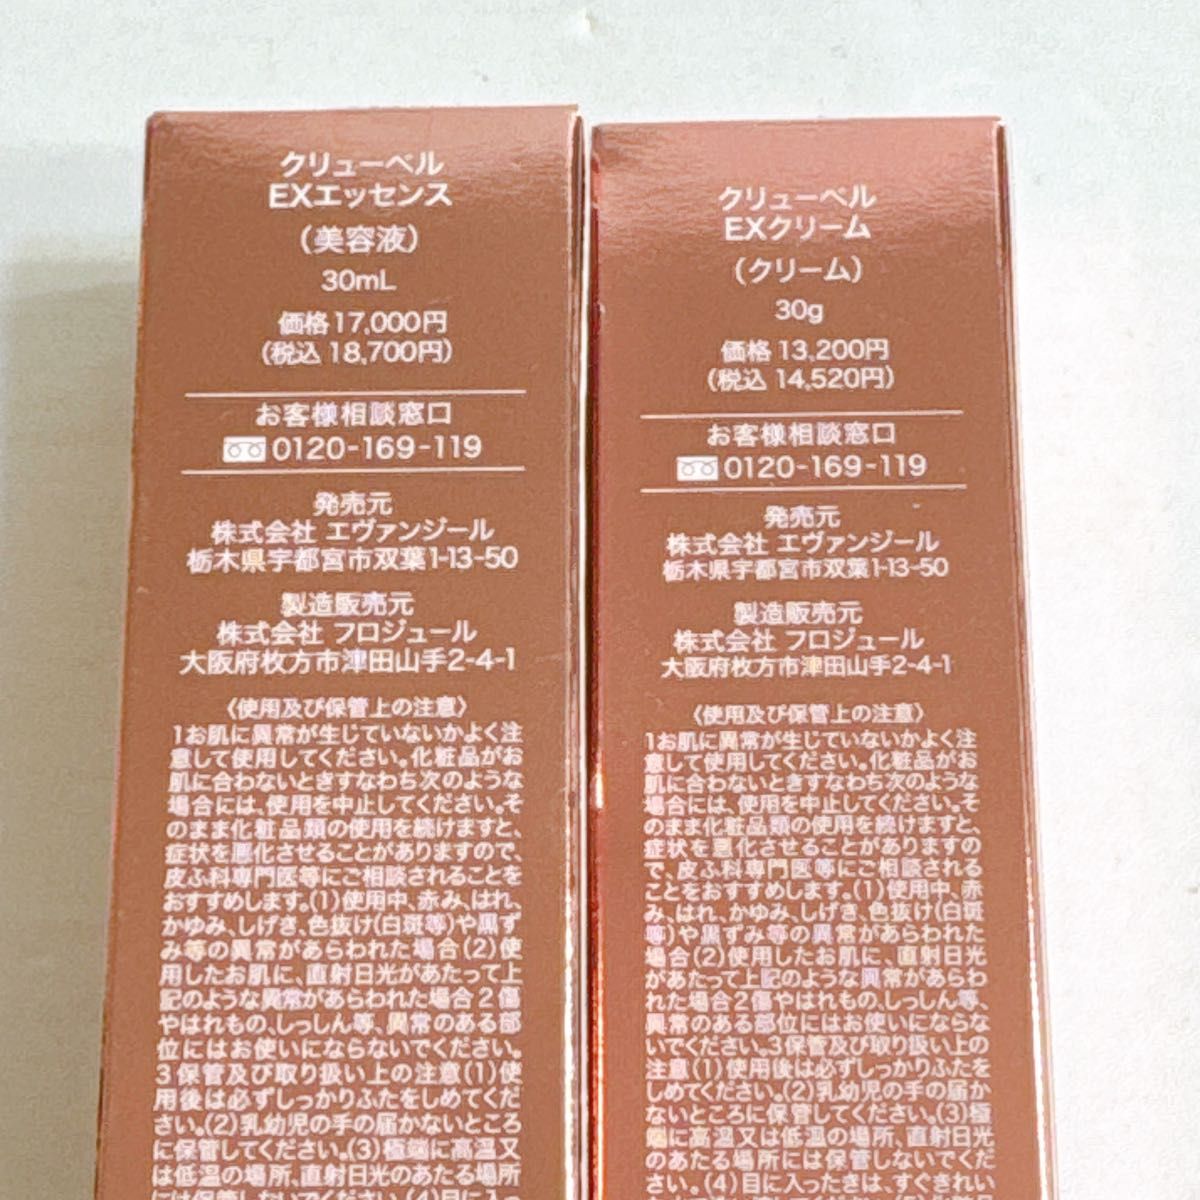 クリューベル
EXエッセンス
(美容液)
30mL
価格17,000円
(税込 18,700円)
お客様相談窓口
0120-169-119
発売元
株式会社 エヴァンジール
栃木県宇都宮市双葉1-13-50
製造販売元
株式会社 フロジュール
大阪府枚方市津田山手2-4-1
〈使用及び保管上の注意〉
1お肌に異常が生じていないかよく注
意して使用してください。化粧品がお
肌に合わないときすなわち次のような
場合には、使用を中止してください。そ
のまま化粧品類の使用を続けますと、
症状を悪化させることがありますので、
皮ふ科専門医等にご相談されることを
おすすめします。(1)使用中、赤み、はれ、
かゆみ、しげき、色抜け(白斑等)や黒ず
み等の異常があらわれた場合(2)使
用したお肌に、直射日光があたって上
記のような異常があらわれた場合2傷
やはれもの、しっしん等、異常のある部
位にはお使いにならないでください。
3保管及び取り扱い上の注意(1)使
用後は必ずしっかりふたをしめてくだ
さい。(2)乳幼児の手の届かないところ
に保管してください。(3)極端に高温又
は低温の場所、直射日光のあたる場所
には保管しないでください。(4)目に入っ
クリューベル
EXクリーム
(クリーム)
30g
価格13,200円
(税込 14,520円)
お客様相談窓口
0120-169-119
発売元
株式会社 エヴァンジール
栃木県宇都宮市双葉1-13-50
製造販売元
株式会社 フロジュール
大阪府枚方市津田山手2-4-1
〈使用及び保管上の注意〉
1お肌に異常が生じていないかよく注
意して使用してください。化粧品がお
肌に合わないときすなわち次のような
場合には、使用を中止してください。そ
のまま化粧品類の使用を続けますと、
症状を悪化させることがありますの
で、皮ふ科専門医等にご相談される
ことをおすすめします。(1)使用中、赤
み、はれ、かゆみ、しげき、色抜け(白斑
等)や黒ずみ等の異常があらわれた
場合(2)使用したお肌に、直射日光
があたって上記のような異常があらわ
れた場合2傷やはれもの、しっしん等、
異常のある部位にはお使いにならな
いでください。3保管及び取り扱い上の
注意(1)使用後は必ずしっかりふたを
しめてください。(2)乳幼児の手の届か
ないところに保管してください。(3)極
端に高温又は低温の場所、直射日光
のあたる場所には保管しないでくだ
さい。(4)目に入ったときは、すぐきれい